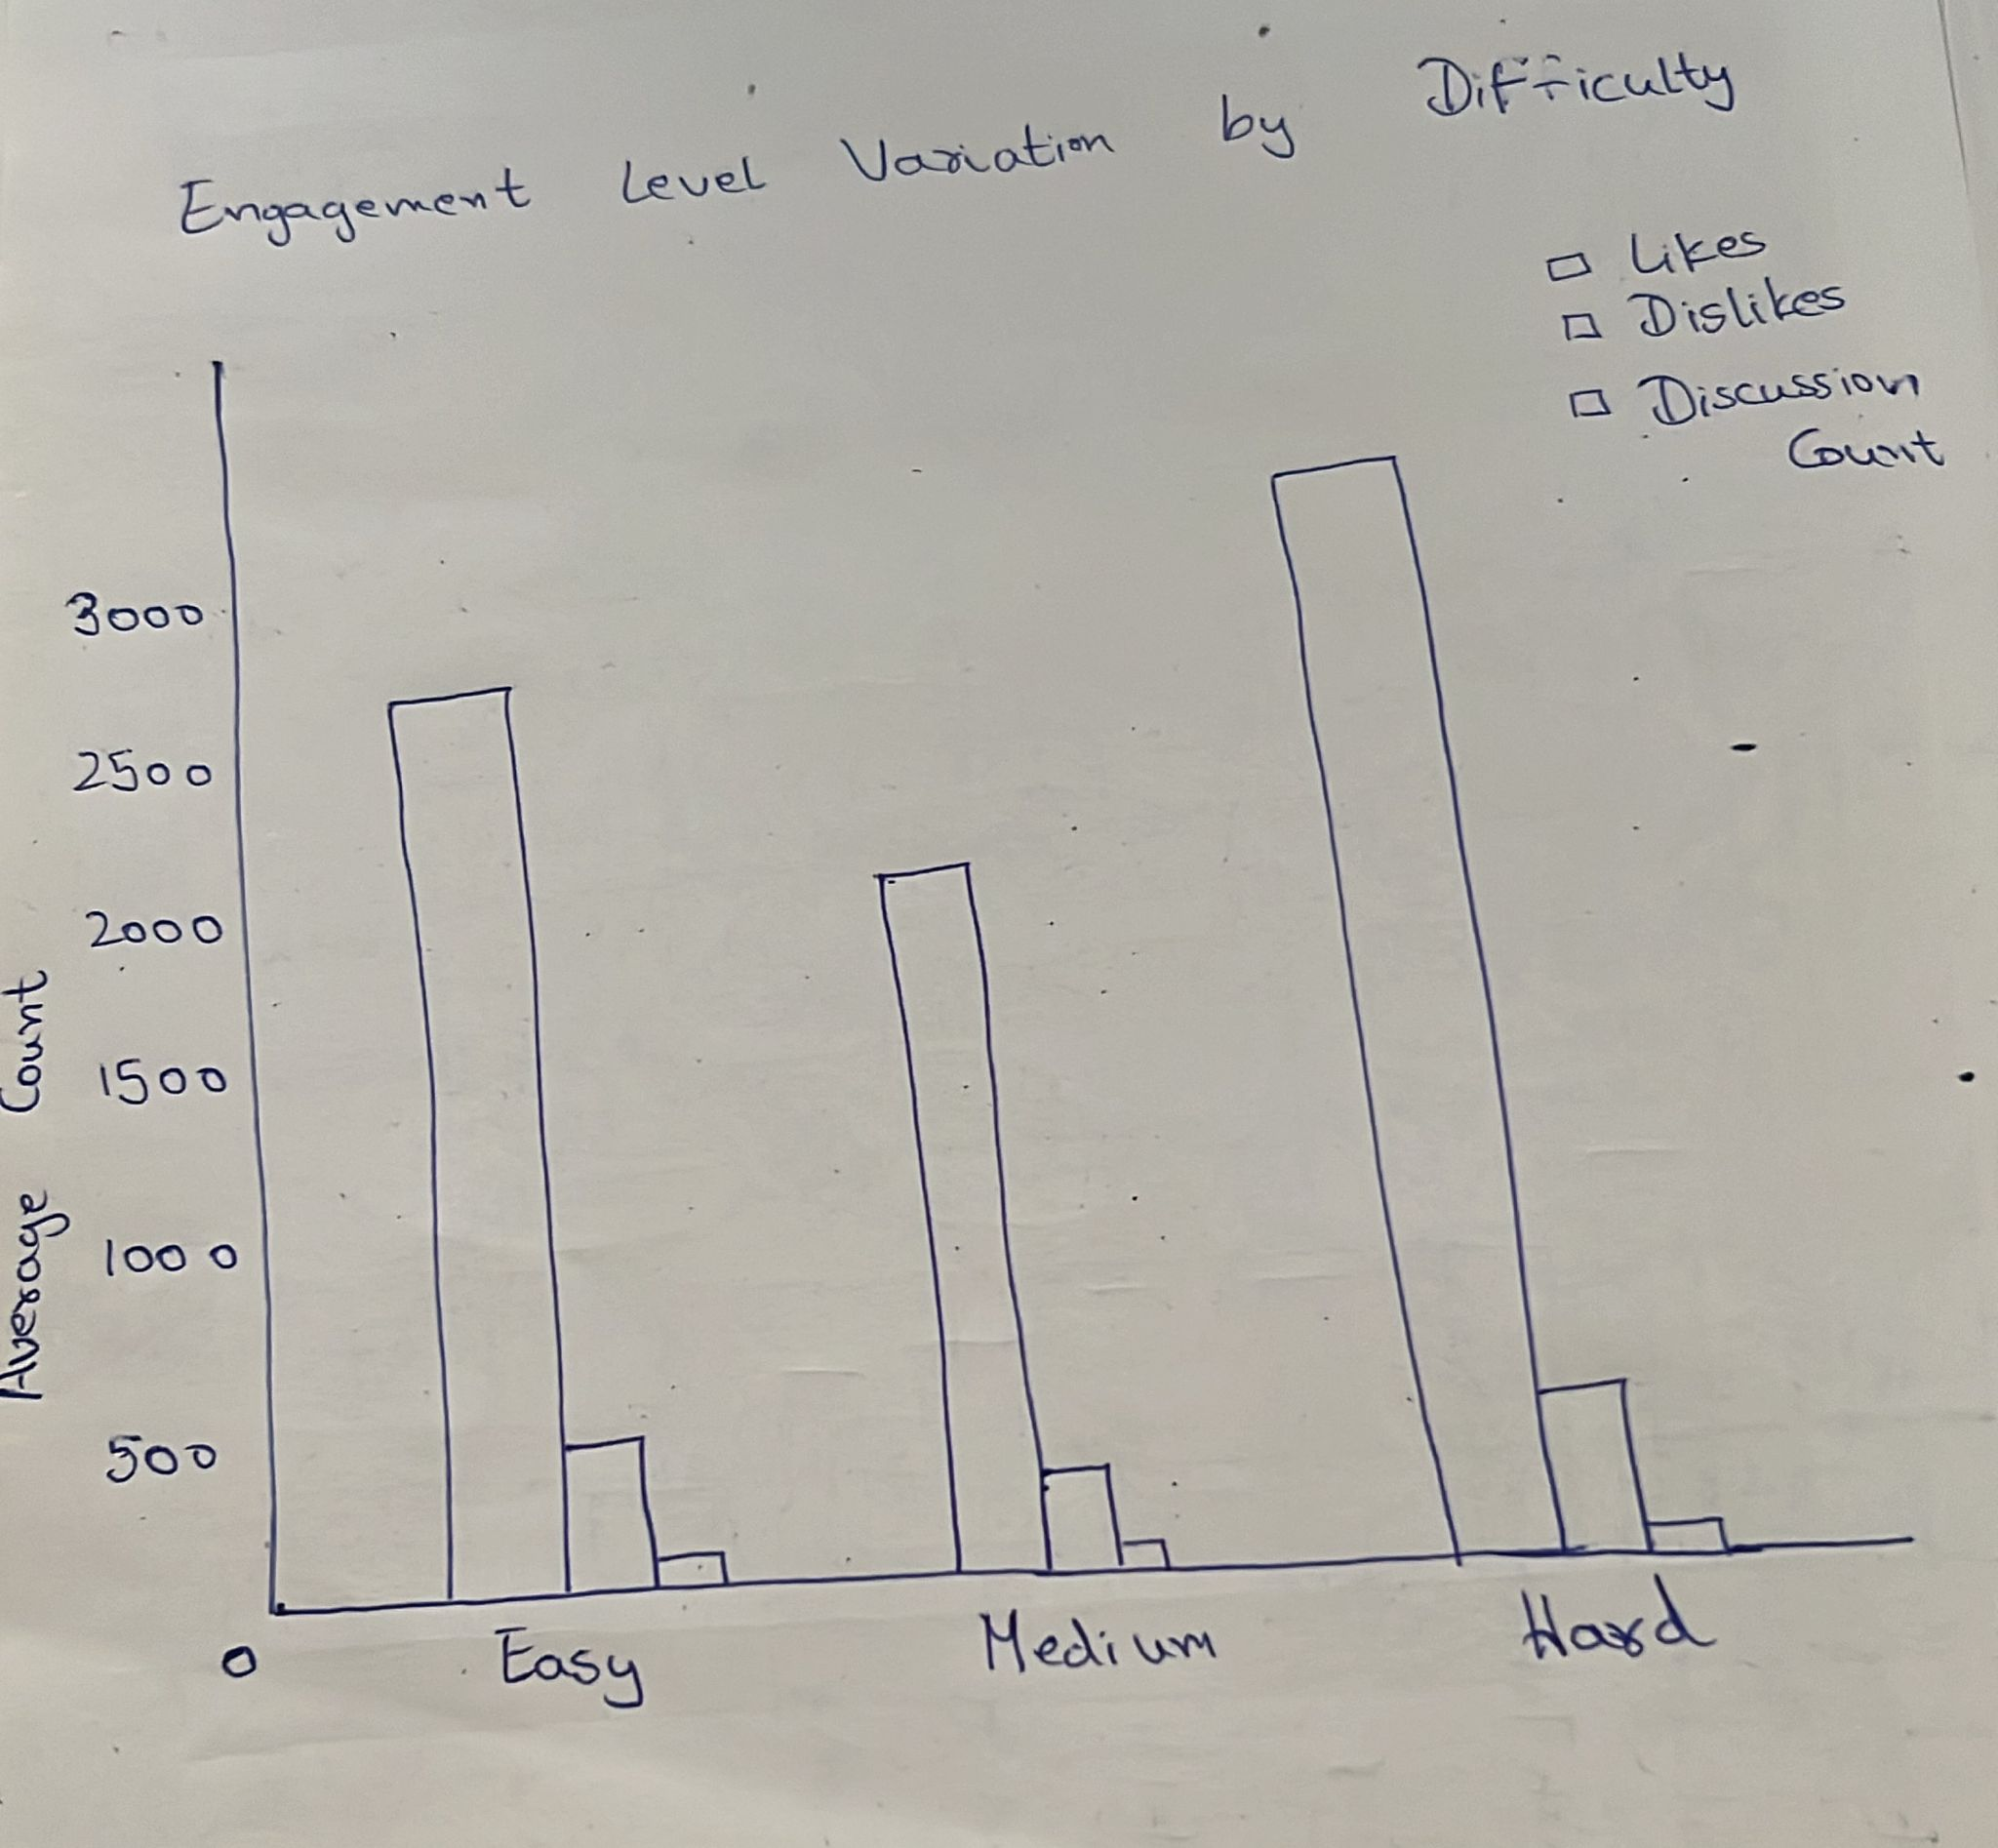 Engagement Level Variation by Difficulty
Likes
Dislikes
Discussion
Count
3000
2500
2000
1500
1000
500
0
Average Count
Easy Medium Hard